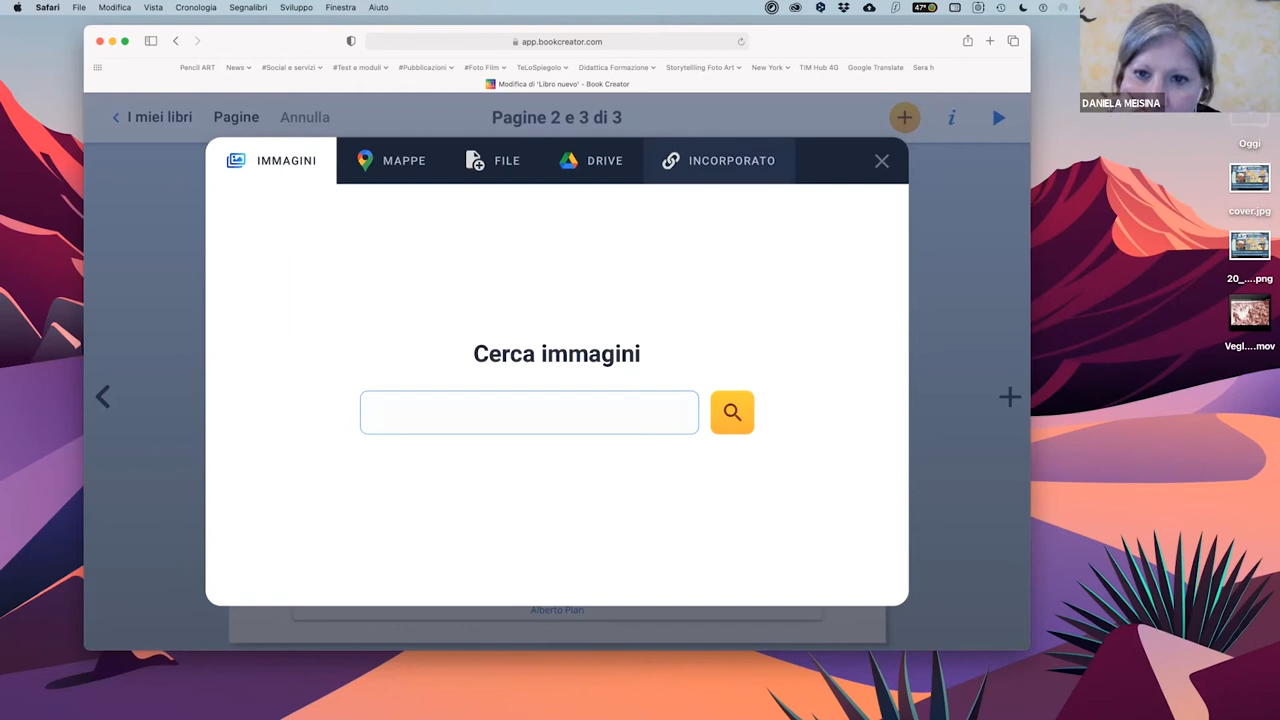 Safari File Modifica Vista Cronologia Segnalibri Sviluppo Finestra Aiuto
47°
app.bookcreator.com
Pencil ART News #Social e servizi #Test e moduli #Pubblicazioni #Foto Film TeLoSpiegolo Didattica Formazione Storytellling Foto Art New York TIM Hub 4G Google Translate Sera h
Modifica di 'Libro nuovo' - Book Creator
DANIELA MEISINA
I miei libri Pagine Annulla Pagine 2 e 3 di 3
Oggi
IMMAGINI MAPPE FILE DRIVE INCORPORATO
cover.jpg
20_....png
Vegl....mov
Cerca immagini
Alberto Pian